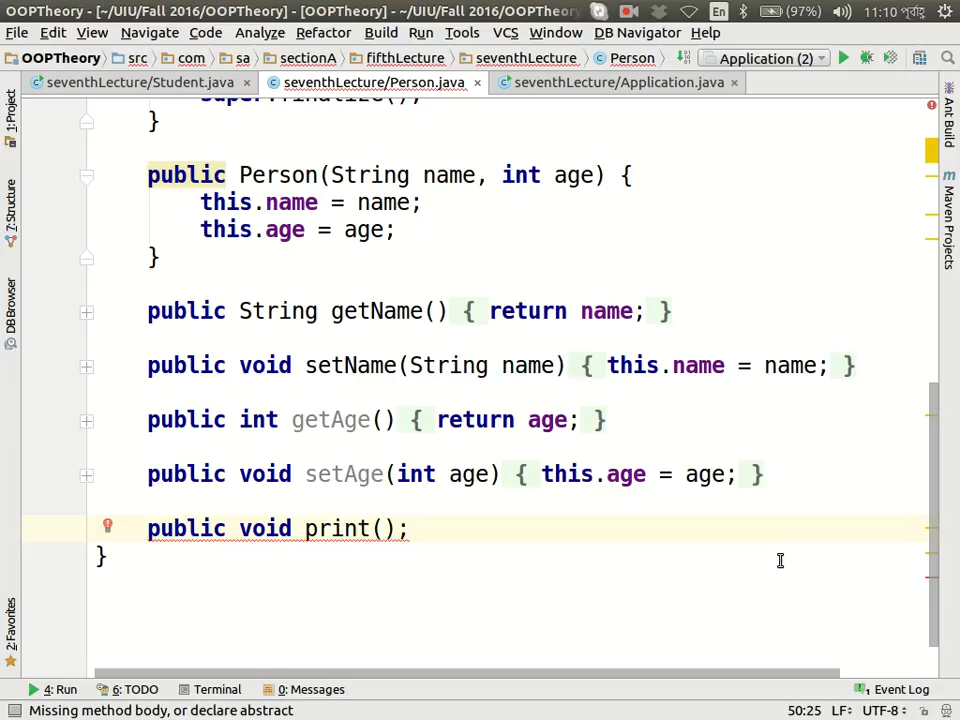 OOPTheory - [~/UIU/Fall 2016/OOPTheory] - [OOPTheory] - ~/UIU/Fall 2016/OOPTheory/src/
En (97%) 11:10 পূর্বাহ্ণ
File Edit View Navigate Code Analyze Refactor Build Run Tools VCS Window DB Navigator Help
OOPTheory src com sa sectionA fifthLecture seventhLecture Person Application (2)
seventhLecture/Student.java × seventhLecture/Person.java × seventhLecture/Application.java ×
super.finalize();
}
public Person(String name, int age) {
this.name = name;
this.age = age;
}
public String getName() { return name; }
public void setName(String name) { this.name = name; }
public int getAge() { return age; }
public void setAge(int age) { this.age = age; }
public void print();
}
1: Project
7: Structure
DB Browser
2: Favorites
Ant Build
Maven Projects
4: Run 6: TODO Terminal 0: Messages 1 Event Log
Missing method body, or declare abstract 50:25 LF UTF-8